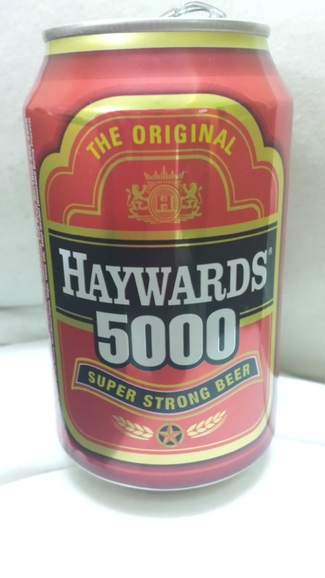 THE ORIGINAL
H
HAYWARDS®
5000
SUPER STRONG BEER